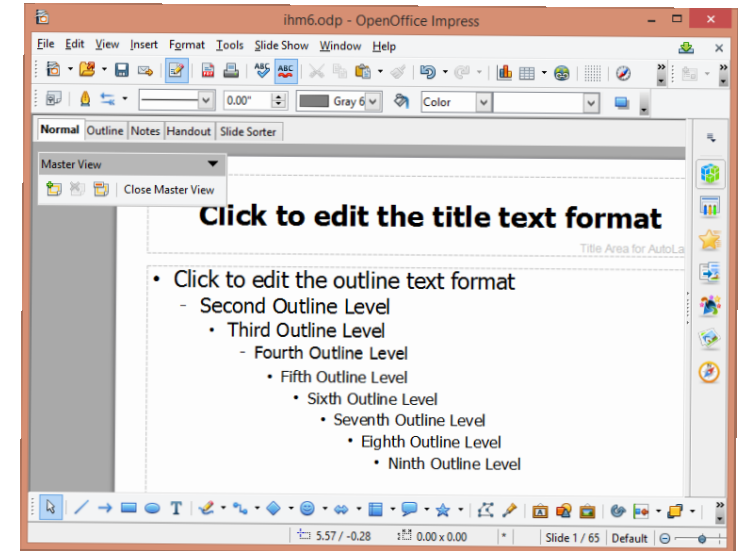 ihm6.odp - OpenOffice Impress
File Edit View Insert Format Tools Slide Show Window Help
ABC ABC
0.00" Gray 6 Color
Normal Outline Notes Handout Slide Sorter
Master View
Close Master View
Click to edit the title text format
Title Area for AutoLa
• Click to edit the outline text format
– Second Outline Level
• Third Outline Level
– Fourth Outline Level
• Fifth Outline Level
• Sixth Outline Level
• Seventh Outline Level
• Eighth Outline Level
• Ninth Outline Level
T
5.57 / -0.28 0.00 x 0.00 * Slide 1 / 65 Default